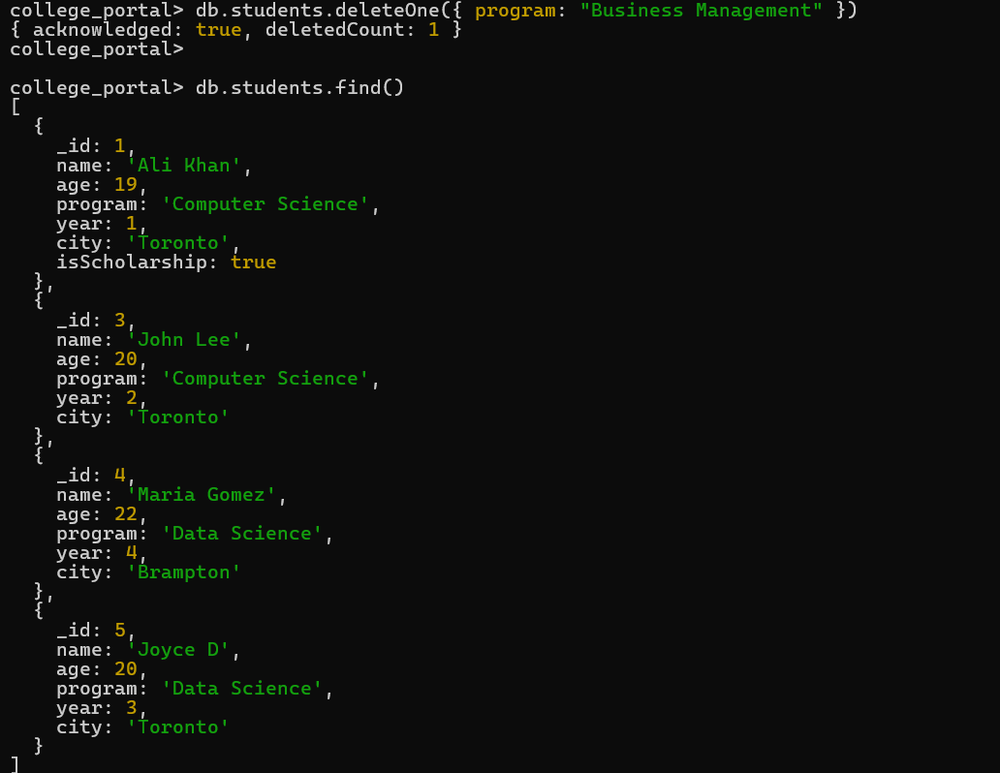 college_portal> db.students.deleteOne({ program: "Business Management" })
{ acknowledged: true, deletedCount: 1 }
college_portal>

college_portal> db.students.find()
[
  {
    _id: 1,
    name: 'Ali Khan',
    age: 19,
    program: 'Computer Science',
    year: 1,
    city: 'Toronto',
    isScholarship: true
  },
  {
    _id: 3,
    name: 'John Lee',
    age: 20,
    program: 'Computer Science',
    year: 2,
    city: 'Toronto'
  },
  {
    _id: 4,
    name: 'Maria Gomez',
    age: 22,
    program: 'Data Science',
    year: 4,
    city: 'Brampton'
  },
  {
    _id: 5,
    name: 'Joyce D',
    age: 20,
    program: 'Data Science',
    year: 3,
    city: 'Toronto'
  }
]